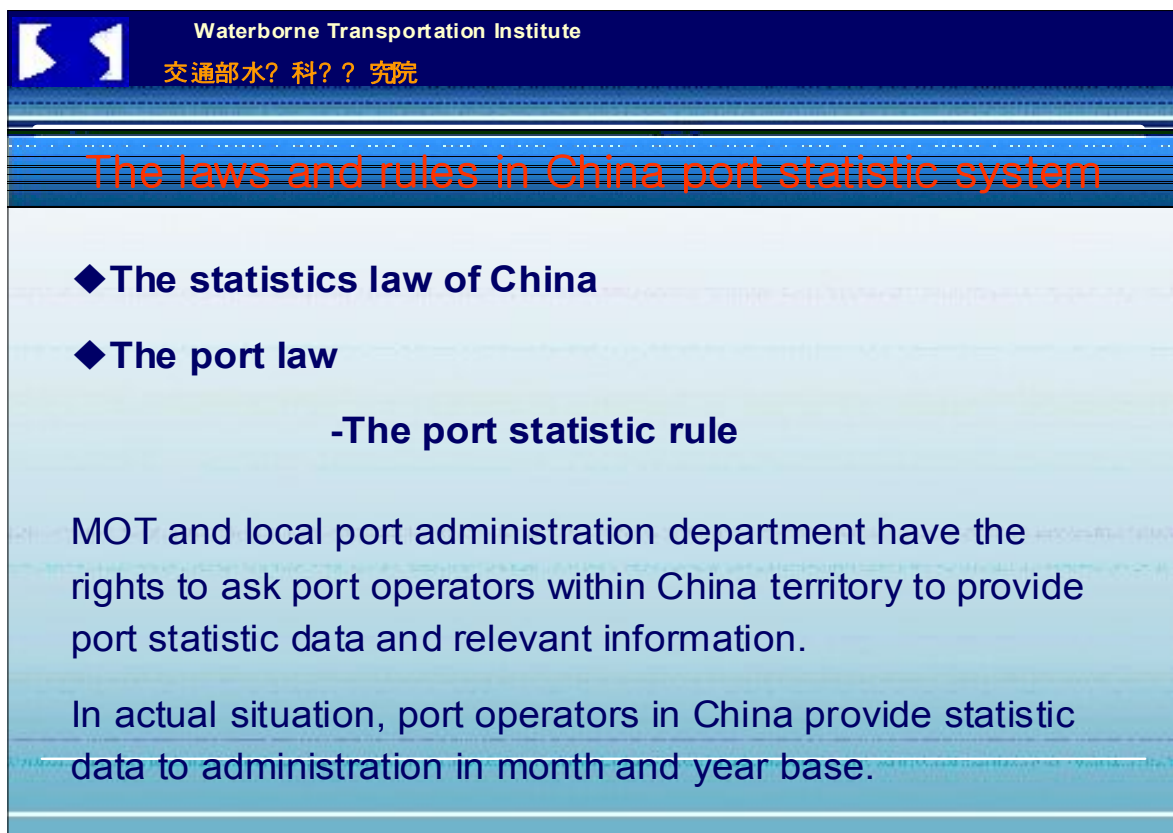 Waterborne Transportation Institute
交通部水? 科? ? 究院
The laws and rules in China port statistic system
◆The statistics law of China
◆The port law
-The port statistic rule
MOT and local port administration department have the
rights to ask port operators within China territory to provide
port statistic data and relevant information.
In actual situation, port operators in China provide statistic
data to administration in month and year base.